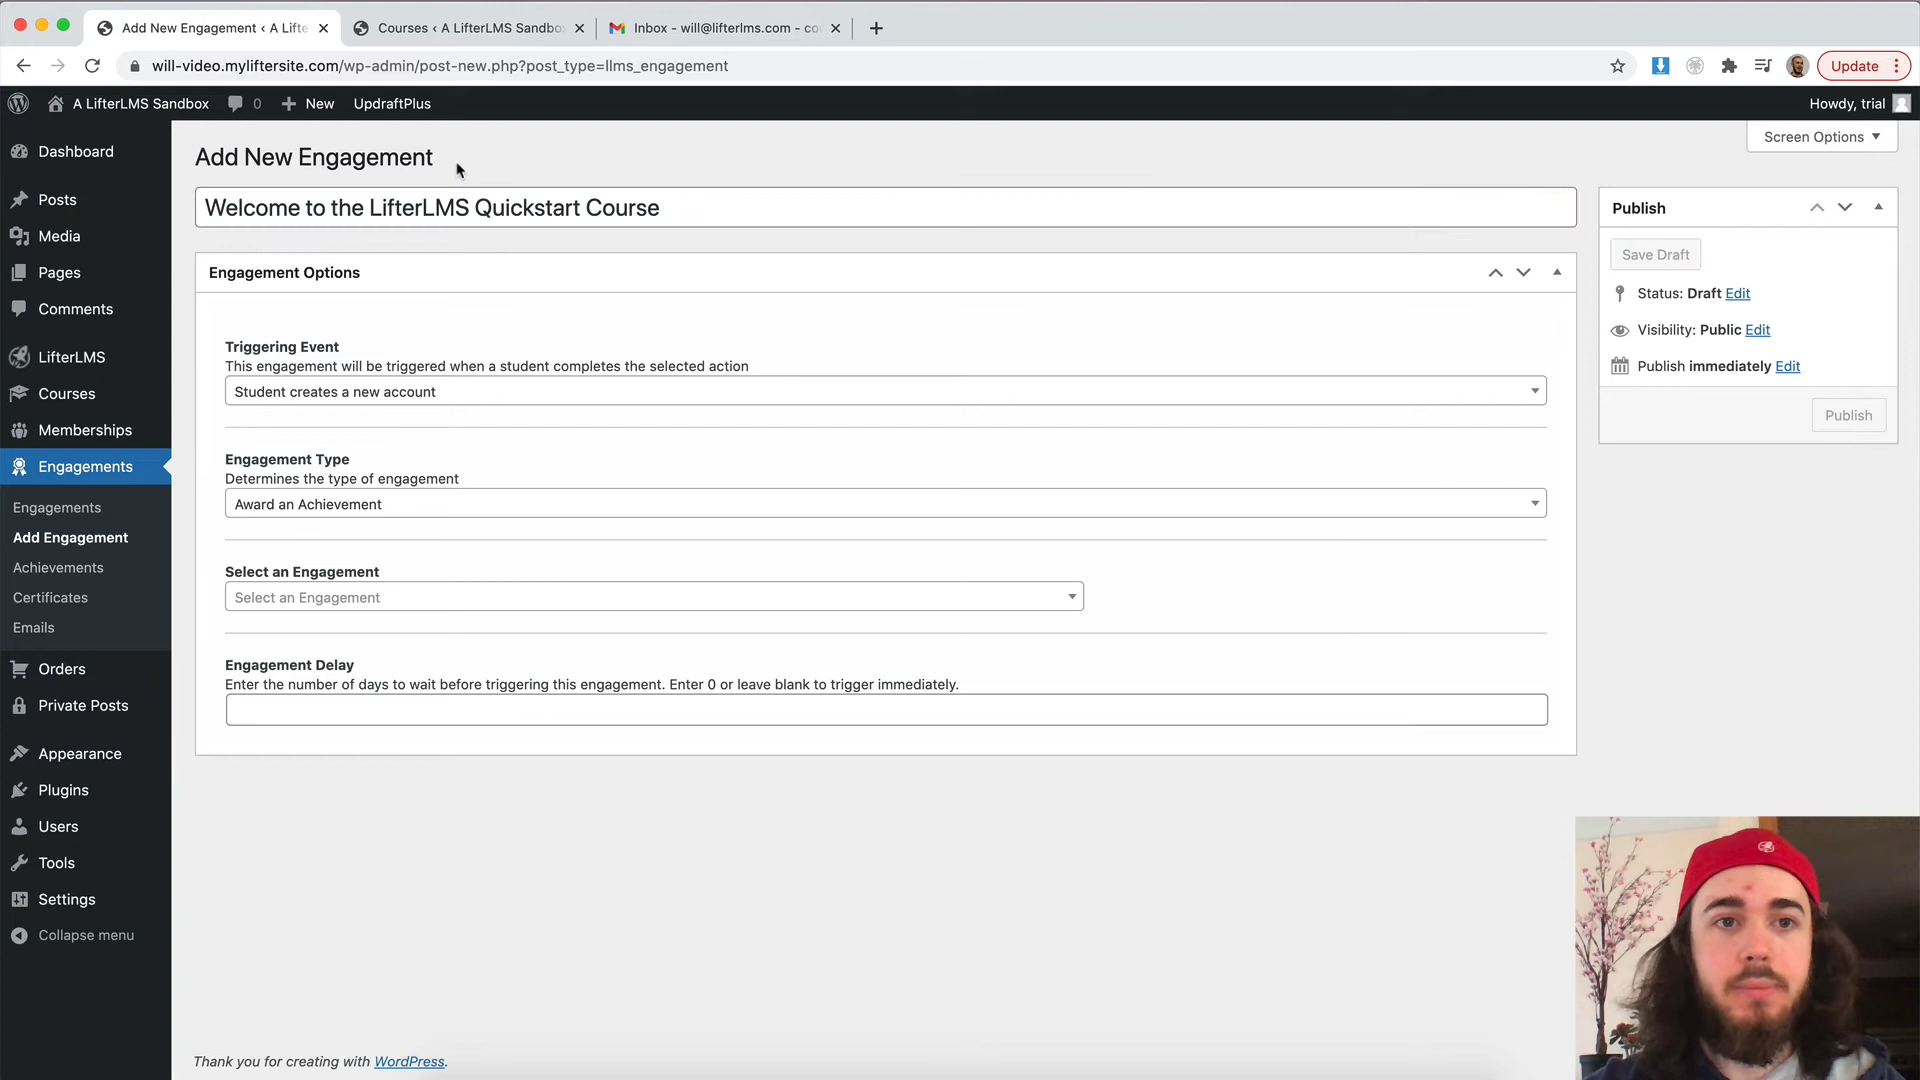 Add New Engagement ‹ A Lifte
Courses ‹ A LifterLMS Sandbo
Inbox - will@lifterlms.com - co
will-video.myliftersite.com/wp-admin/post-new.php?post_type=llms_engagement
Update
A LifterLMS Sandbox
0
New
UpdraftPlus
Howdy, trial
Screen Options
Dashboard
Posts
Media
Pages
Comments
LifterLMS
Courses
Memberships
Engagements
Engagements
Add Engagement
Achievements
Certificates
Emails
Orders
Private Posts
Appearance
Plugins
Users
Tools
Settings
Collapse menu
Add New Engagement
Welcome to the LifterLMS Quickstart Course
Engagement Options
Triggering Event
This engagement will be triggered when a student completes the selected action
Student creates a new account
Engagement Type
Determines the type of engagement
Award an Achievement
Select an Engagement
Select an Engagement
Engagement Delay
Enter the number of days to wait before triggering this engagement. Enter 0 or leave blank to trigger immediately.
Publish
Save Draft
Status: Draft Edit
Visibility: Public Edit
Publish immediately Edit
Publish
Thank you for creating with WordPress.